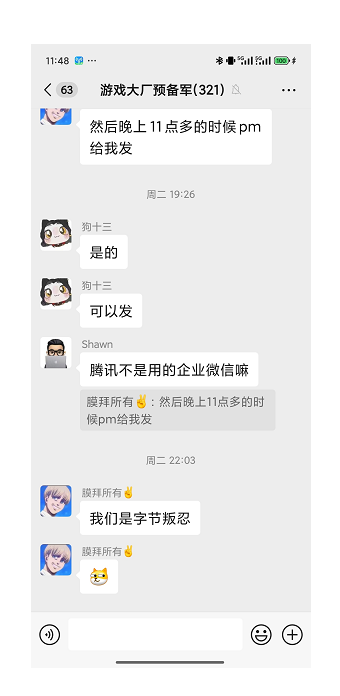 11:48
63
游戏大厂预备军(321)
然后晚上11点多的时候pm
给我发
周二 19:26
狗十三
是的
狗十三
可以发
Shawn
腾讯不是用的企业微信嘛
膜拜所有✌️: 然后晚上11点多的时
候pm给我发
周二 22:03
膜拜所有✌️
我们是字节叛忍
膜拜所有✌️